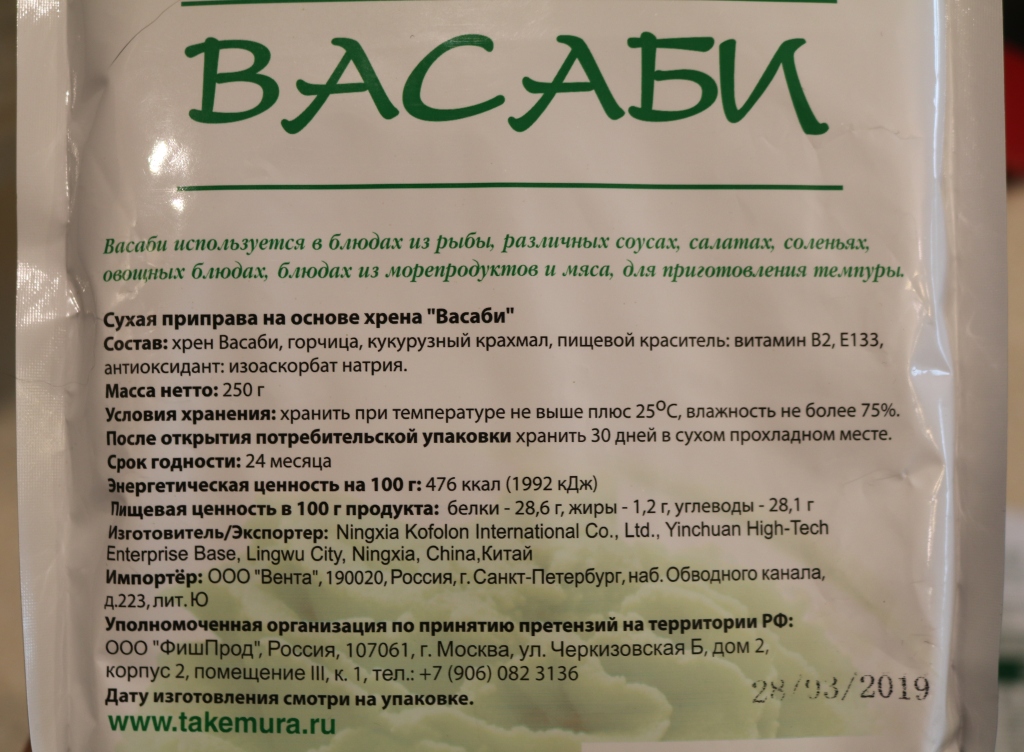 ВАСАБИ
Васаби используется в блюдах из рыбы, различных соусах, салатах, соленьях,
овощных блюдах, блюдах из морепродуктов и мяса, для приготовления темпуры.
Сухая приправа на основе хрена "Васаби"
Состав: хрен Васаби, горчица, кукурузный крахмал, пищевой краситель: витамин В2, Е133,
антиоксидант: изоаскорбат натрия.
Масса нетто: 250 г
Условия хранения: хранить при температуре не выше плюс 25ºС, влажность не более 75%.
После открытия потребительской упаковки хранить 30 дней в сухом прохладном месте.
Срок годности: 24 месяца
Энергетическая ценность на 100 г: 476 ккал (1992 кДж)
Пищевая ценность в 100 г продукта: белки - 28,6 г, жиры - 1,2 г, углеводы - 28,1 г
Изготовитель/Экспортер: Ningxia Kofolon International Co., Ltd., Yinchuan High-Tech
Enterprise Base, Lingwu City, Ningxia, China,Китай
Импортёр: ООО "Вента", 190020, Россия, г. Санкт-Петербург, наб. Обводного канала,
д.223, лит. Ю
Уполномоченная организация по принятию претензий на территории РФ:
ООО "ФишПрод", Россия, 107061, г. Москва, ул. Черкизовская Б, дом 2,
корпус 2, помещение III, к. 1, тел.: +7 (906) 082 3136
Дату изготовления смотри на упаковке.
28/03/2019
www.takemura.ru